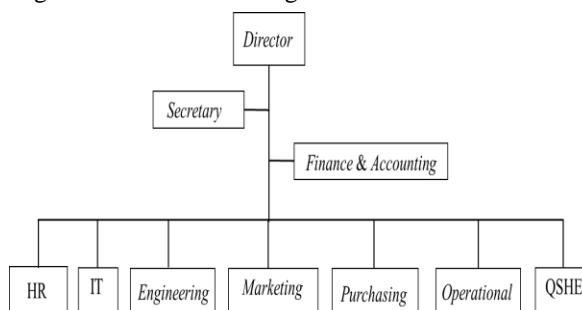 Director
Secretary
Finance & Accounting
HR
IT
Engineering
Marketing
Purchasing
Operational
QSHE